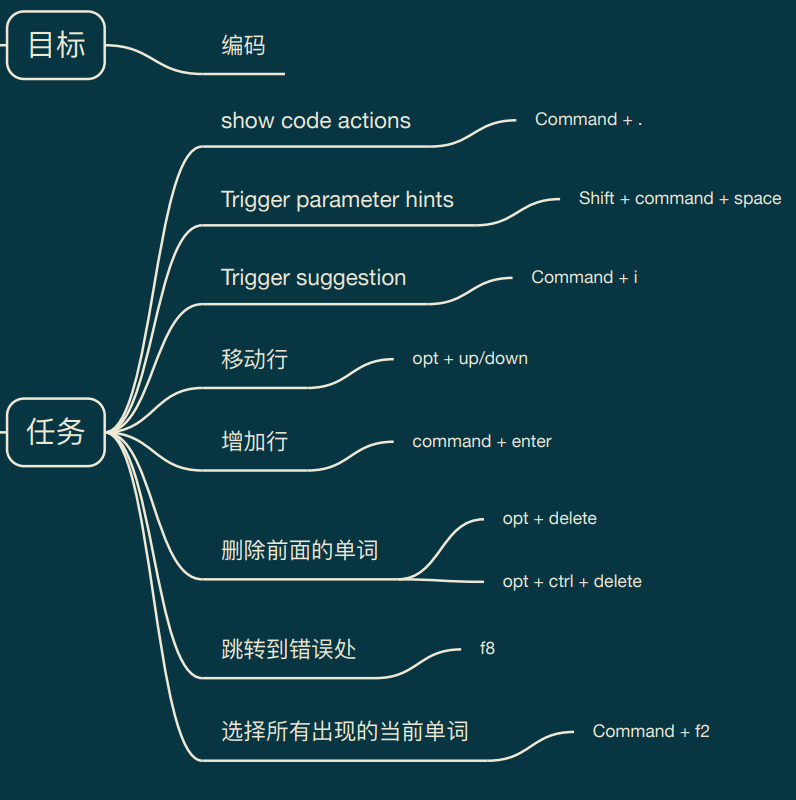 目标
编码
任务
show code actions
Command + .
Trigger parameter hints
Shift + command + space
Trigger suggestion
Command + i
移动行
opt + up/down
增加行
command + enter
删除前面的单词
opt + delete
opt + ctrl + delete
跳转到错误处
f8
选择所有出现的当前单词
Command + f2